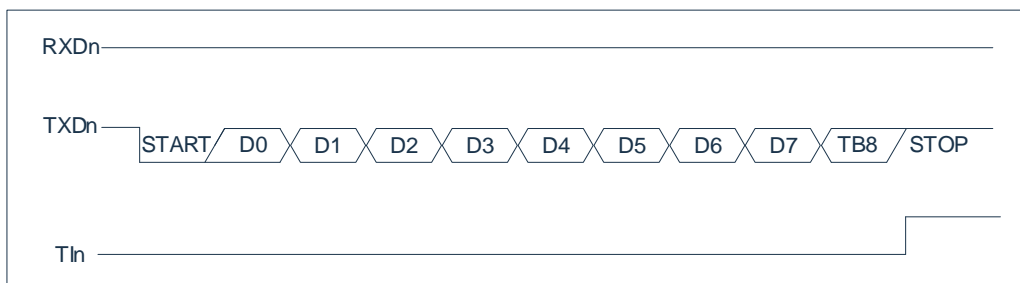 RXDn
TXDn
START D0 D1 D2 D3 D4 D5 D6 D7 TB8 STOP
TIn